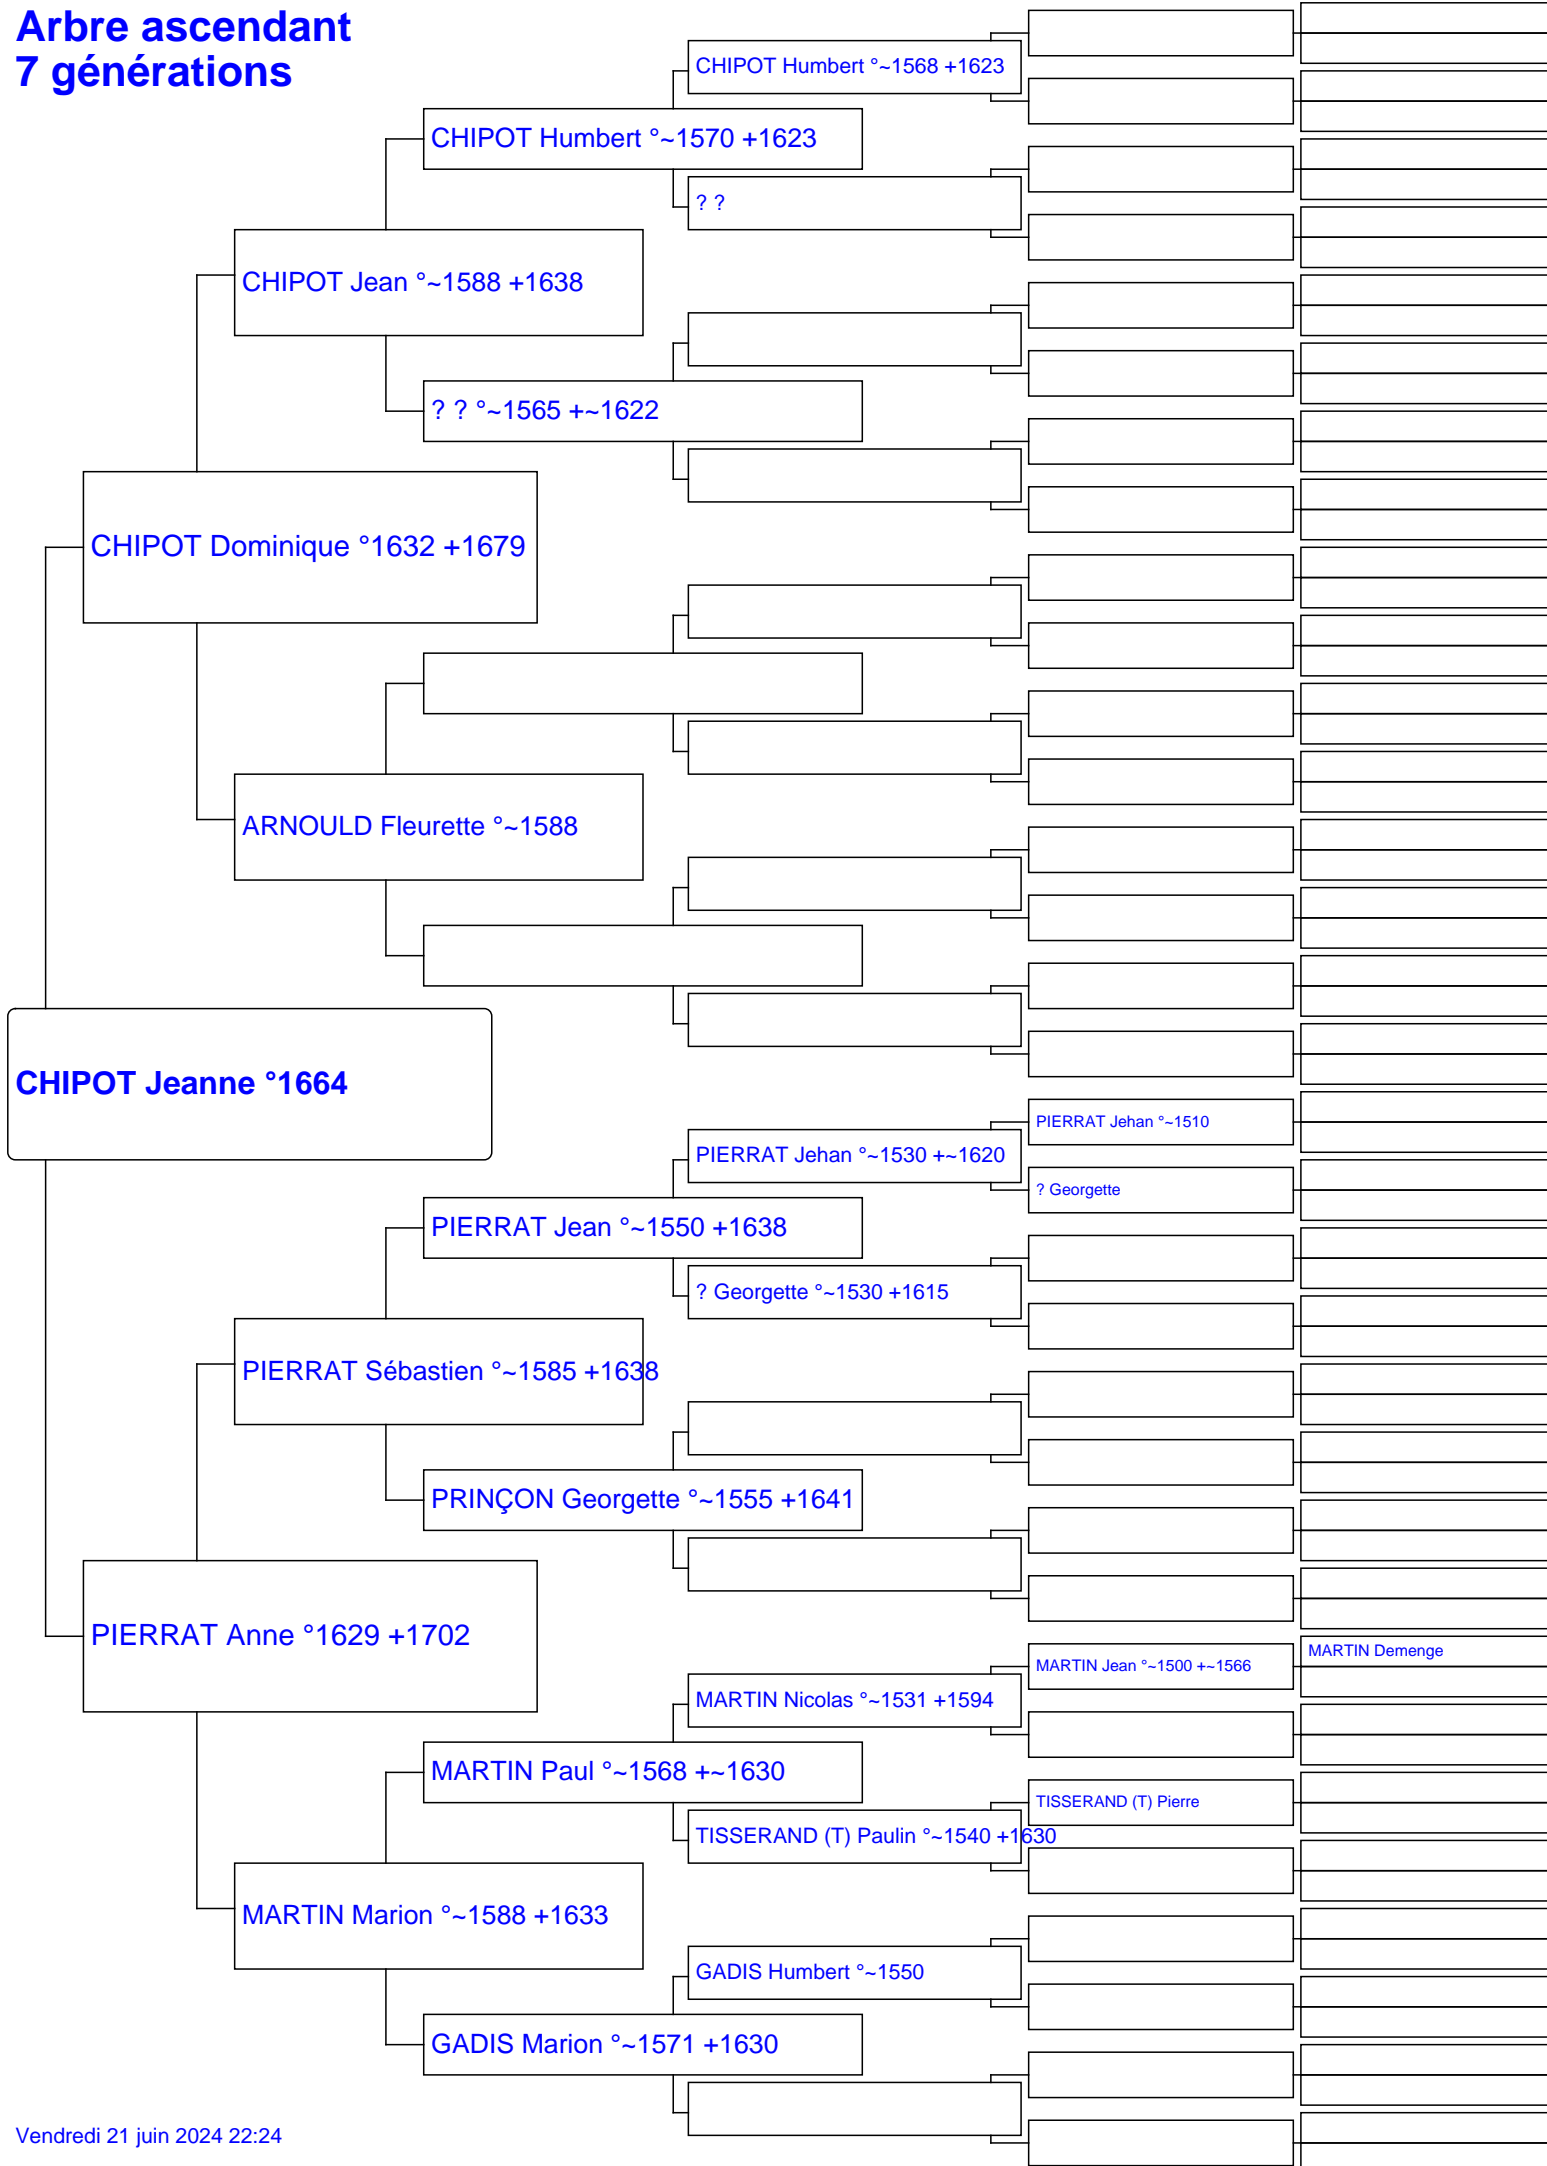 Arbre ascendant
7 générations
CHIPOT Humbert °~1568 +1623
CHIPOT Humbert °~1570 +1623
? ?
CHIPOT Jean °~1588 +1638
? ? °~1565 +~1622
CHIPOT Dominique °1632 +1679
ARNOULD Fleurette °~1588
CHIPOT Jeanne °1664
PIERRAT Jehan °~1510
PIERRAT Jehan °~1530 +~1620
? Georgette
PIERRAT Jean °~1550 +1638
? Georgette °~1530 +1615
PIERRAT Sébastien °~1585 +1638
PRINÇON Georgette °~1555 +1641
PIERRAT Anne °1629 +1702
MARTIN Demenge
MARTIN Jean °~1500 +~1566
MARTIN Nicolas °~1531 +1594
MARTIN Paul °~1568 +~1630
TISSERAND (T) Pierre
TISSERAND (T) Paulin °~1540 +1630
MARTIN Marion °~1588 +1633
GADIS Humbert °~1550
GADIS Marion °~1571 +1630
Vendredi 21 juin 2024 22:24